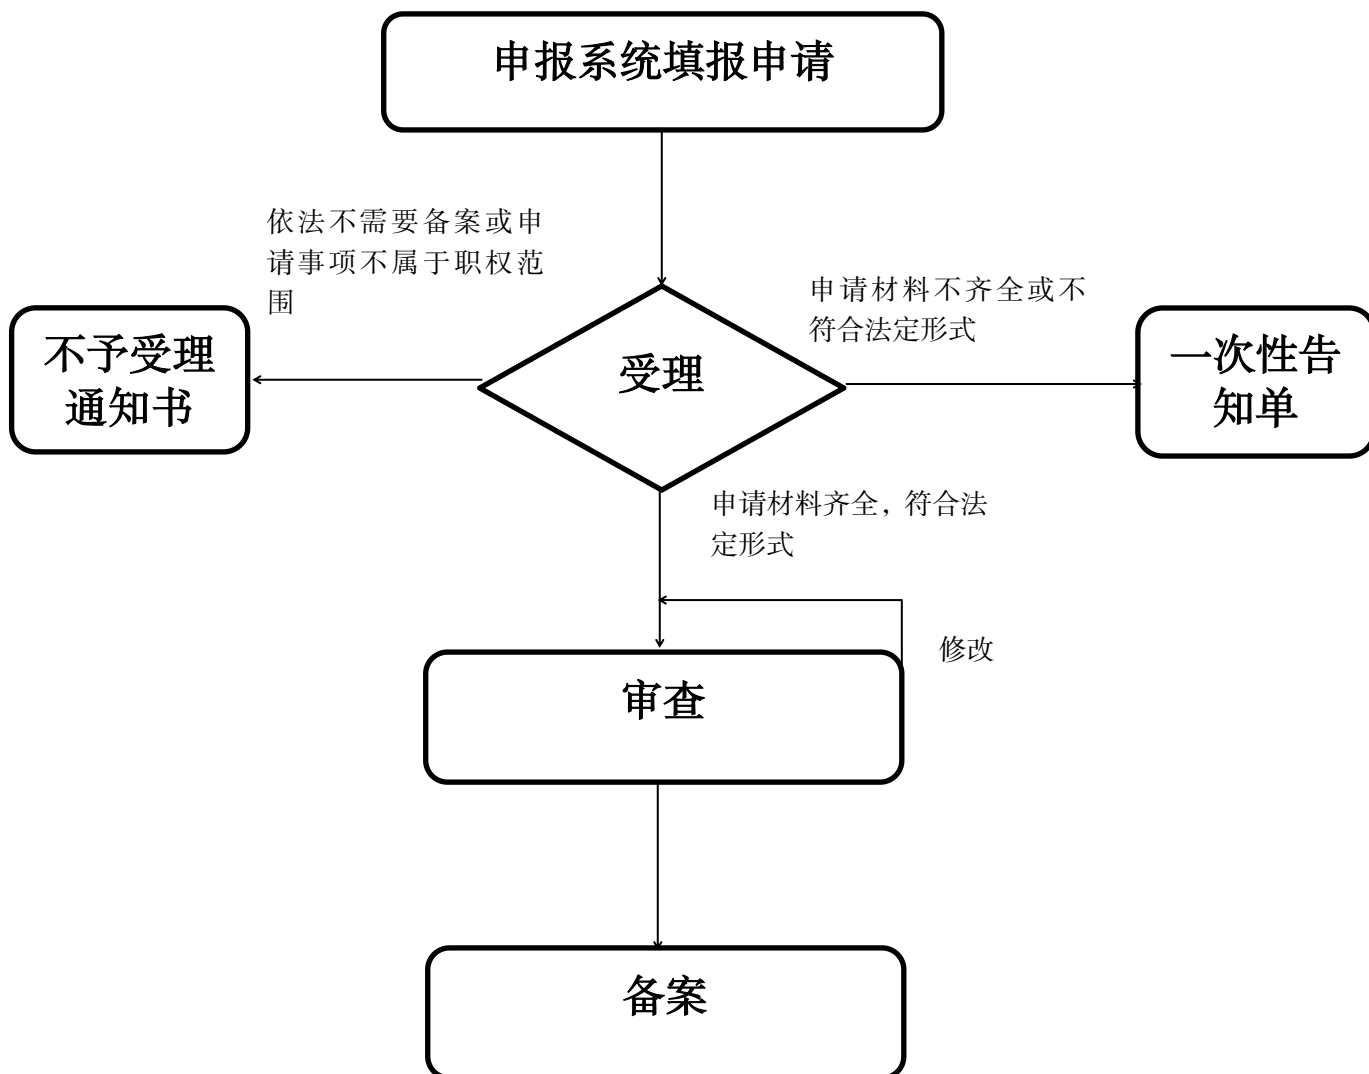 申报系统填报申请
依法不需要备案或申
请事项不属于职权范
围
申请材料不齐全或不
符合法定形式
不予受理
通知书
受理
一次性告
知单
申请材料齐全，符合法
定形式
修改
审查
备案